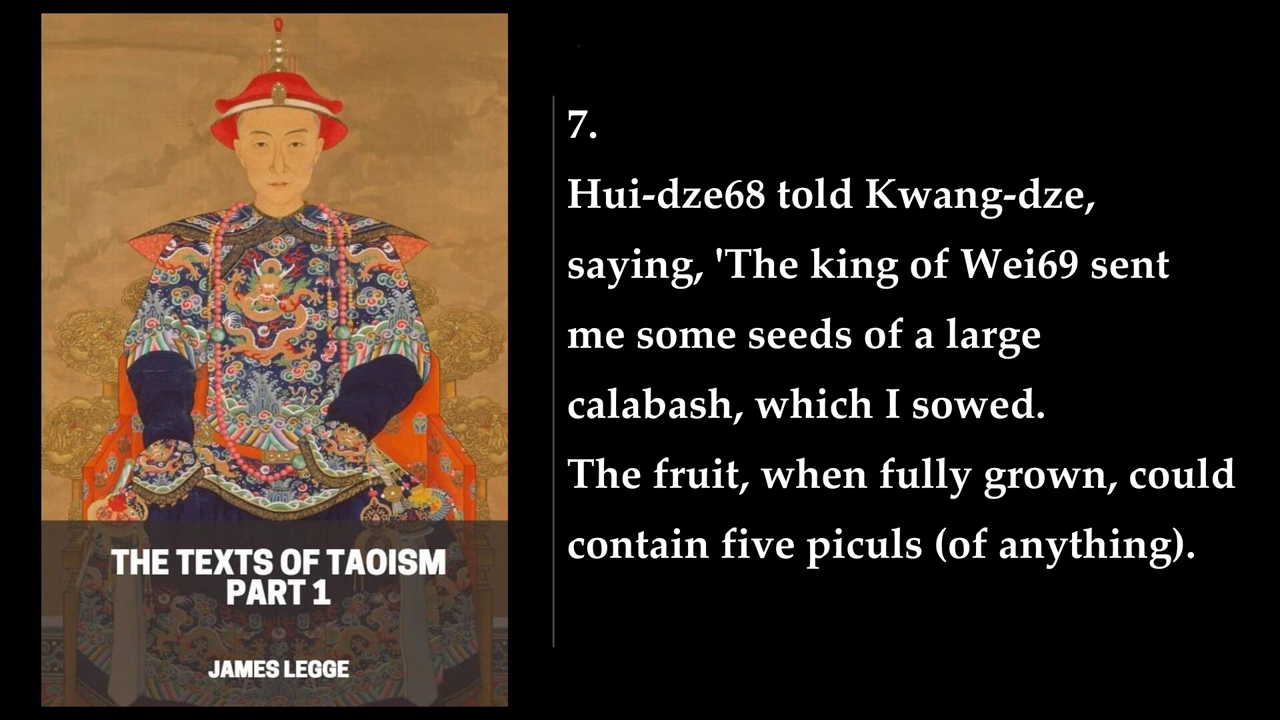 THE TEXTS OF TAOISM
PART 1
JAMES LEGGE
7.
Hui-dze68 told Kwang-dze,
saying, 'The king of Wei69 sent
me some seeds of a large
calabash, which I sowed.
The fruit, when fully grown, could
contain five piculs (of anything).